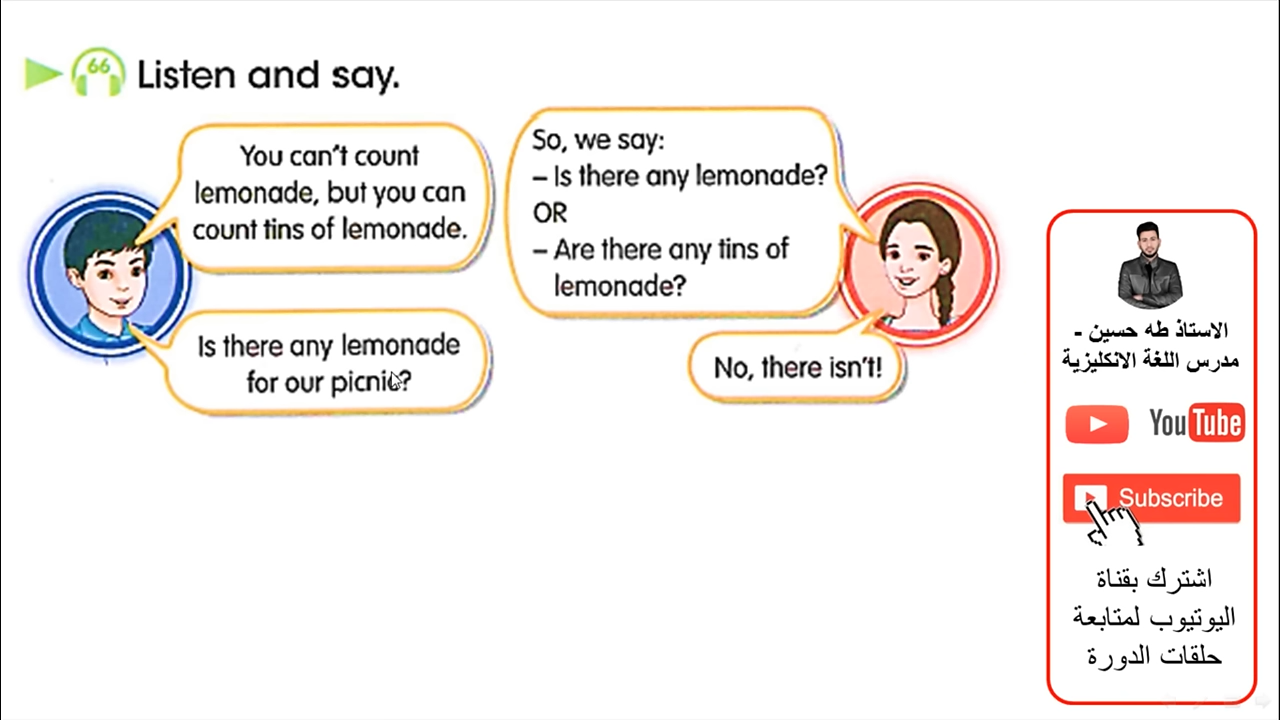 66
Listen and say.
You can't count
lemonade, but you can
count tins of lemonade.
So, we say:
– Is there any lemonade?
OR
– Are there any tins of
lemonade?
Is there any lemonade
for our picnic?
No, there isn't!
الاستاذ طه حسين -
مدرس اللغة الانكليزية
YouTube
Subscribe
اشترك بقناة
اليوتيوب لمتابعة
حلقات الدورة